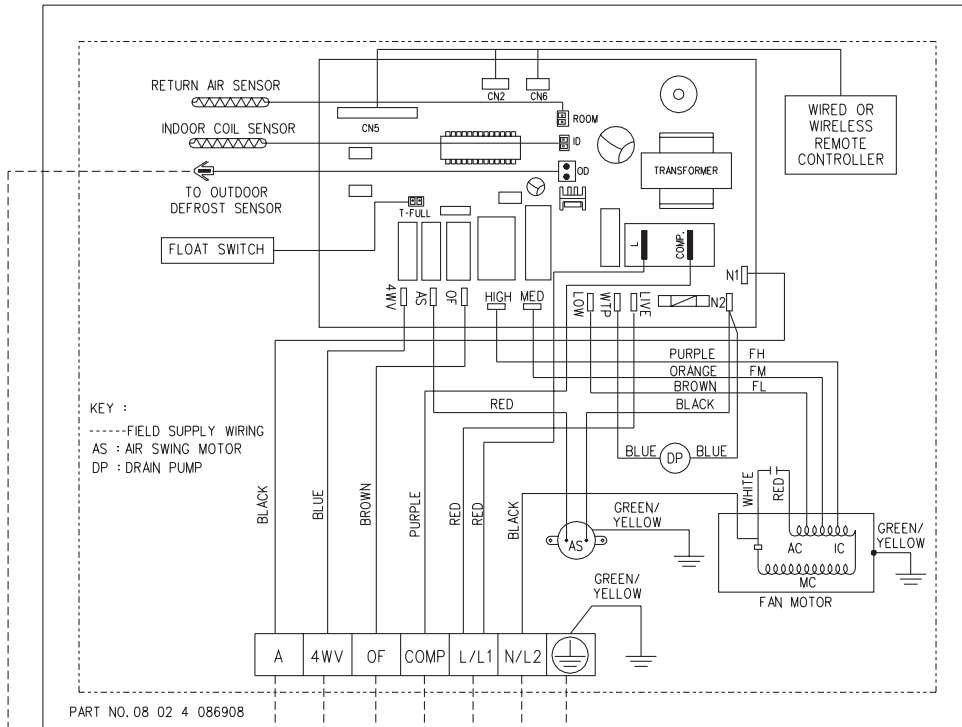 RETURN AIR SENSOR
INDOOR COIL SENSOR
TO OUTDOOR
DEFROST SENSOR
FLOAT SWITCH
CN5
CN2
CN6
ROOM
ID
OD
T-FULL
TRANSFORMER
WIRED OR
WIRELESS
REMOTE
CONTROLLER
L
COMP.
N1
4WV
AS
OF
HIGH
MED
LOW
WTP
LIVE
N2
PURPLE FH
ORANGE FM
BROWN FL
RED
BLACK
BLUE
DP
BLUE
KEY :
------FIELD SUPPLY WIRING
AS : AIR SWING MOTOR
DP : DRAIN PUMP
BLACK
BLUE
BROWN
PURPLE
RED
RED
BLACK
AS
GREEN/
YELLOW
WHITE
RED
AC
IC
MC
FAN MOTOR
GREEN/
YELLOW
GREEN/
YELLOW
A
4WV
OF
COMP
L/L1
N/L2
PART NO. 08 02 4 086908